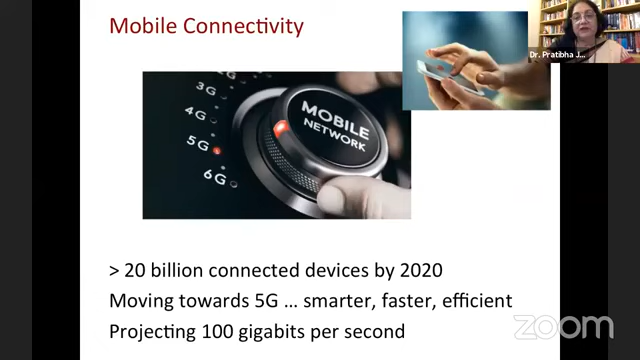 Mobile Connectivity
Dr. Pratibha J...
3G
4G
5G
6G
MOBILE
NETWORK
> 20 billion connected devices by 2020
Moving towards 5G ... smarter, faster, efficient
Projecting 100 gigabits per second
zoom